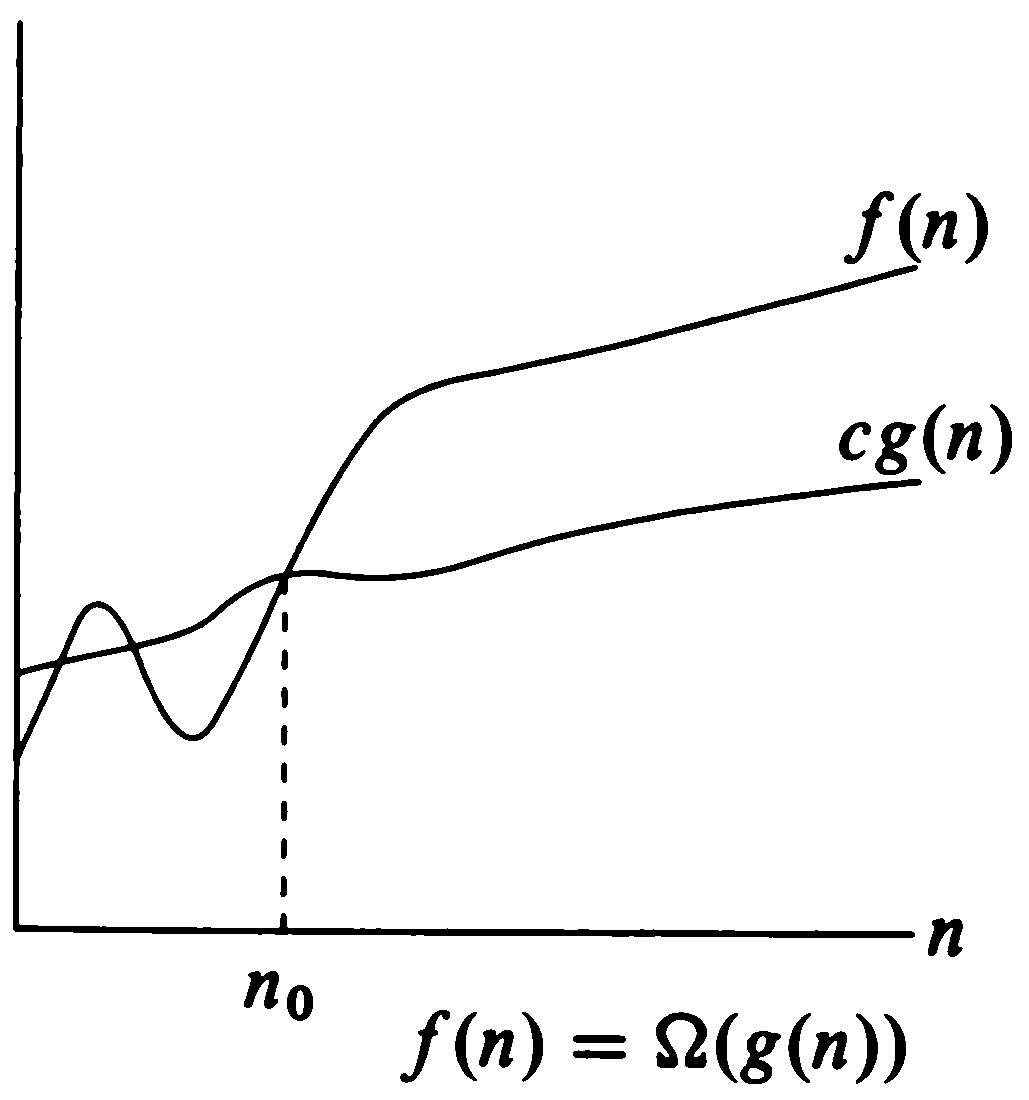 f(n)
cg(n)
n
n₀
f(n) = Ω(g(n))